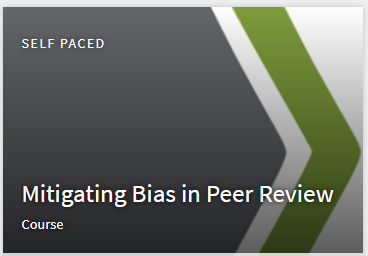 SELF PACED
Mitigating Bias in Peer Review
Course